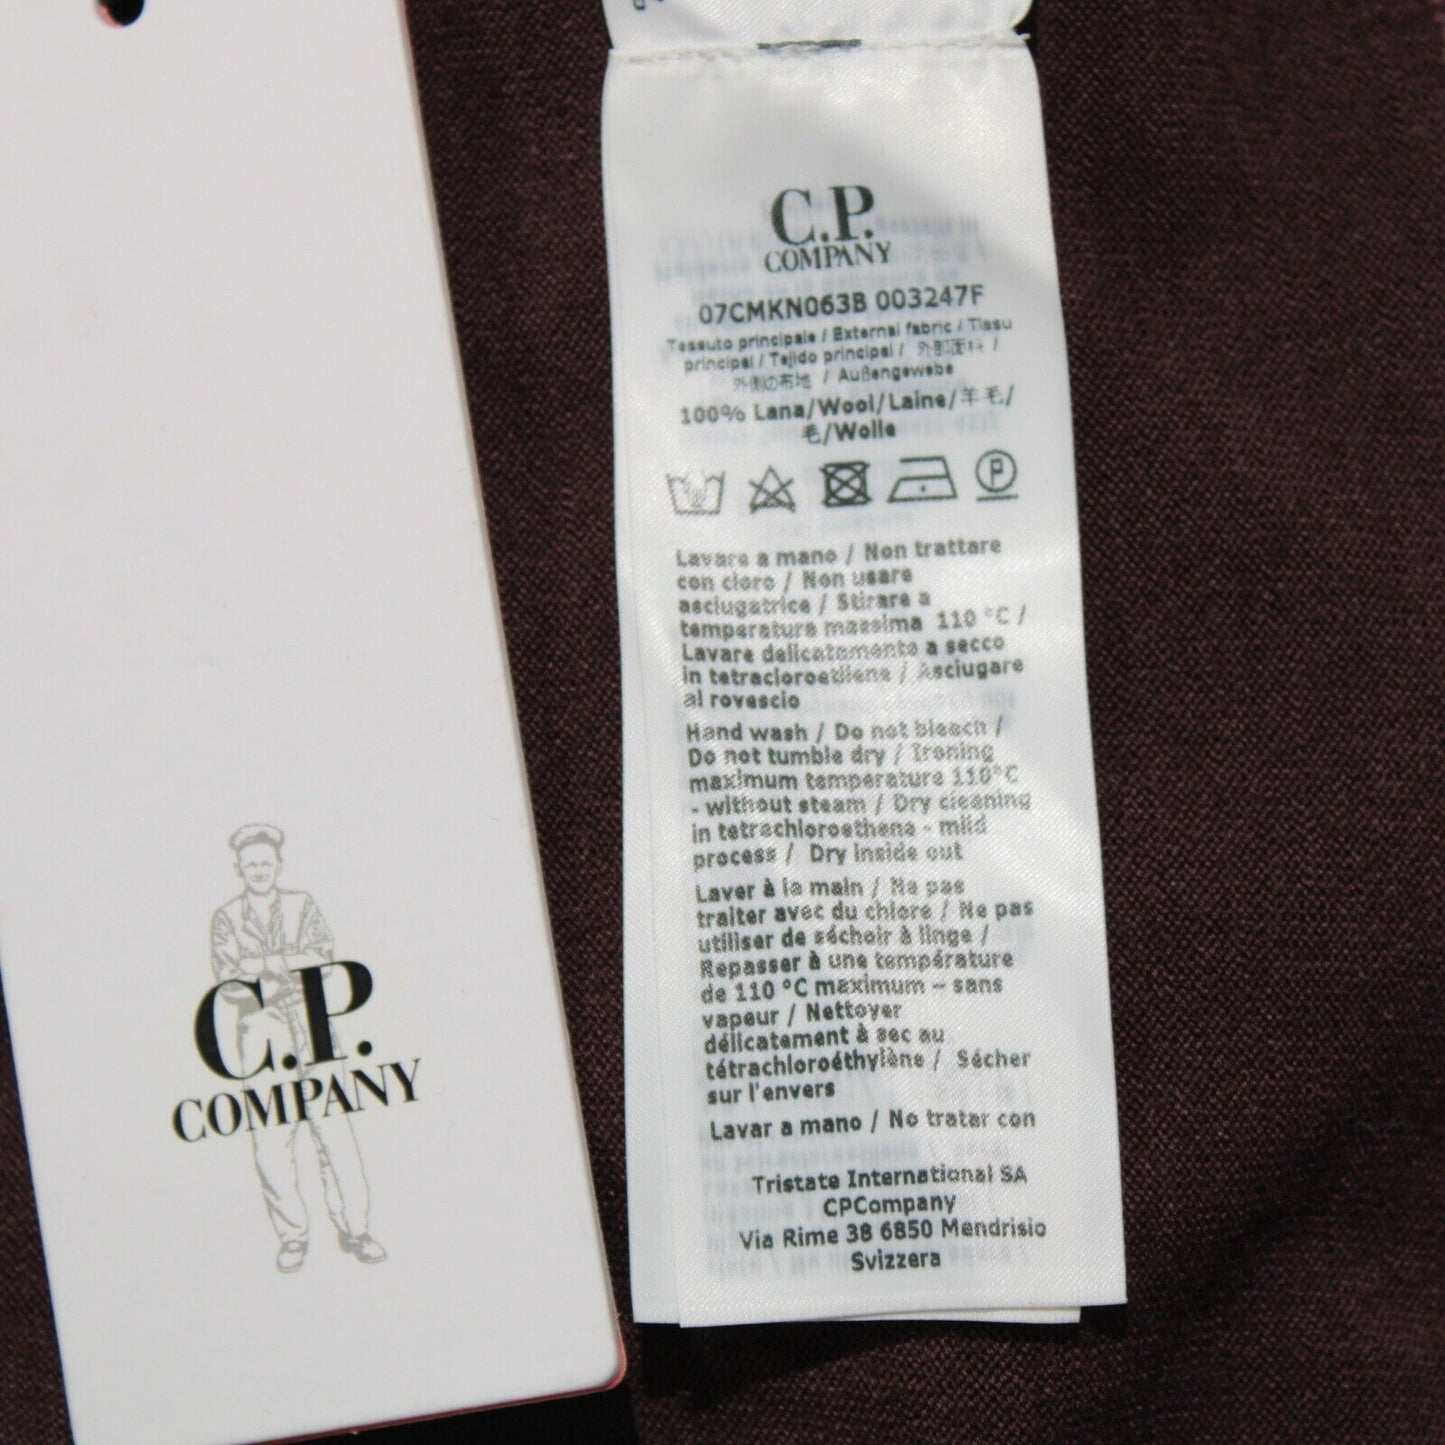 C.P.
COMPANY
C.P.
COMPANY
07CMKN063B 003247F
Tessuto principale / External fabric / Tissu
principal / Tejido principal / 外部面料 /
外側の布地 / Außengewebe
100% Lana/Wool/Laine/羊毛/
毛/Wolle
P
Lavare a mano / Non trattare
con cloro / Non usare
asciugatrice / Stirare a
temperatura massima 110 °C /
Lavare delicatamente a secco
in tetracloroetilene / Asciugare
al rovescio
Hand wash / Do not bleach /
Do not tumble dry / Ironing
maximum temperature 110°C
- without steam / Dry cleaning
in tetrachloroethene - mild
process / Dry inside out
Laver à la main / Ne pas
traiter avec du chlore / Ne pas
utiliser de séchoir à linge /
Repasser à une température
de 110 °C maximum – sans
vapeur / Nettoyer
délicatement à sec au
tétrachloroéthylène / Sécher
sur l'envers
Lavar a mano / No tratar con
Tristate International SA
CPCompany
Via Rime 38 6850 Mendrisio
Svizzera